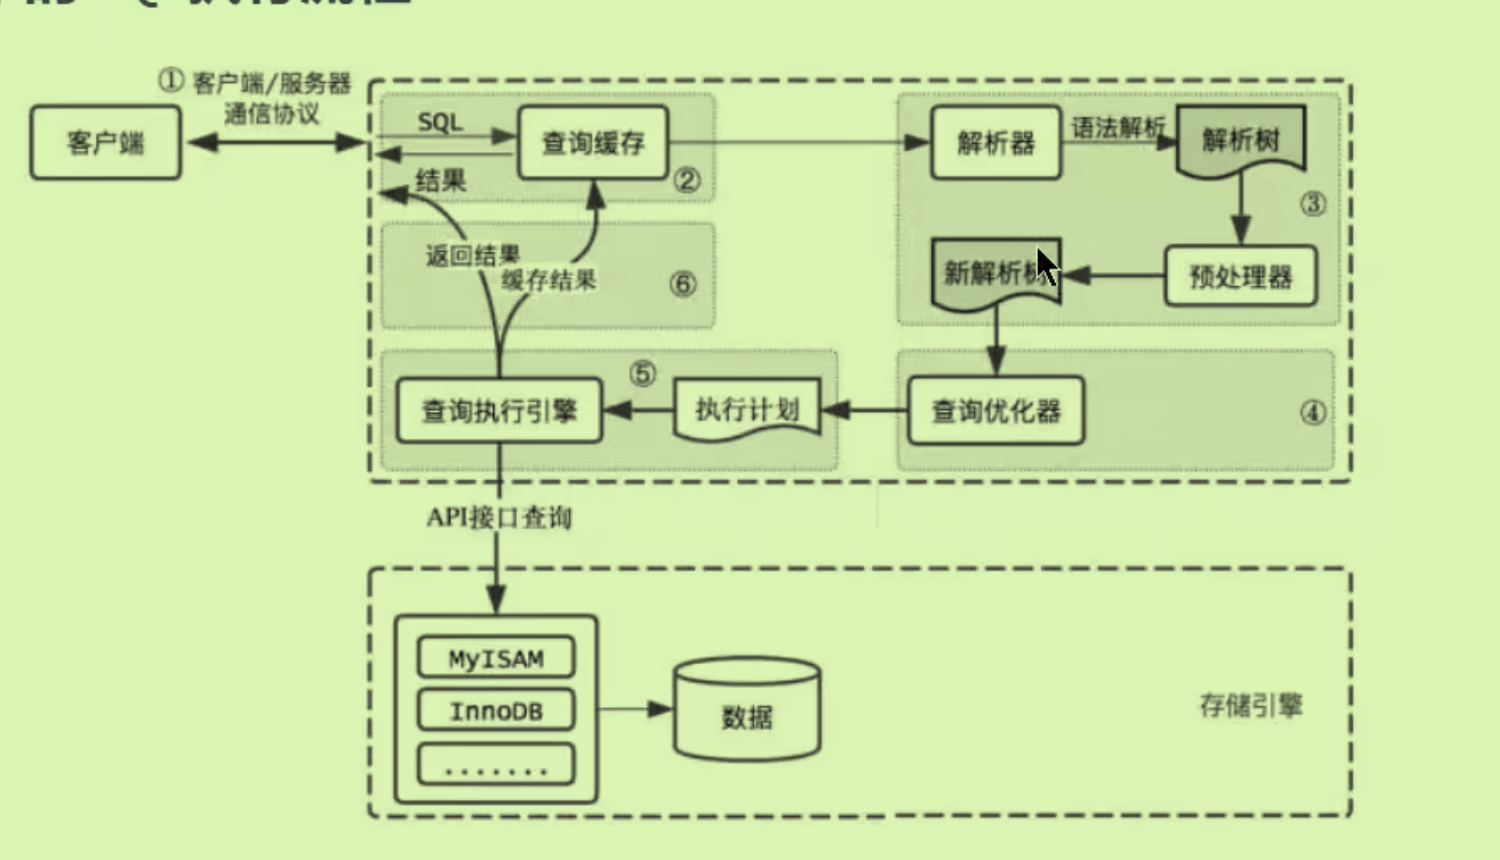 ① 客户端/服务器
通信协议
客户端
SQL
查询缓存
结果
②
解析器
语法解析
解析树
③
新解析树
预处理器
返回结果
缓存结果
⑥
⑤
查询执行引擎
执行计划
查询优化器
④
API接口查询
MyISAM
InnoDB
.......
数据
存储引擎